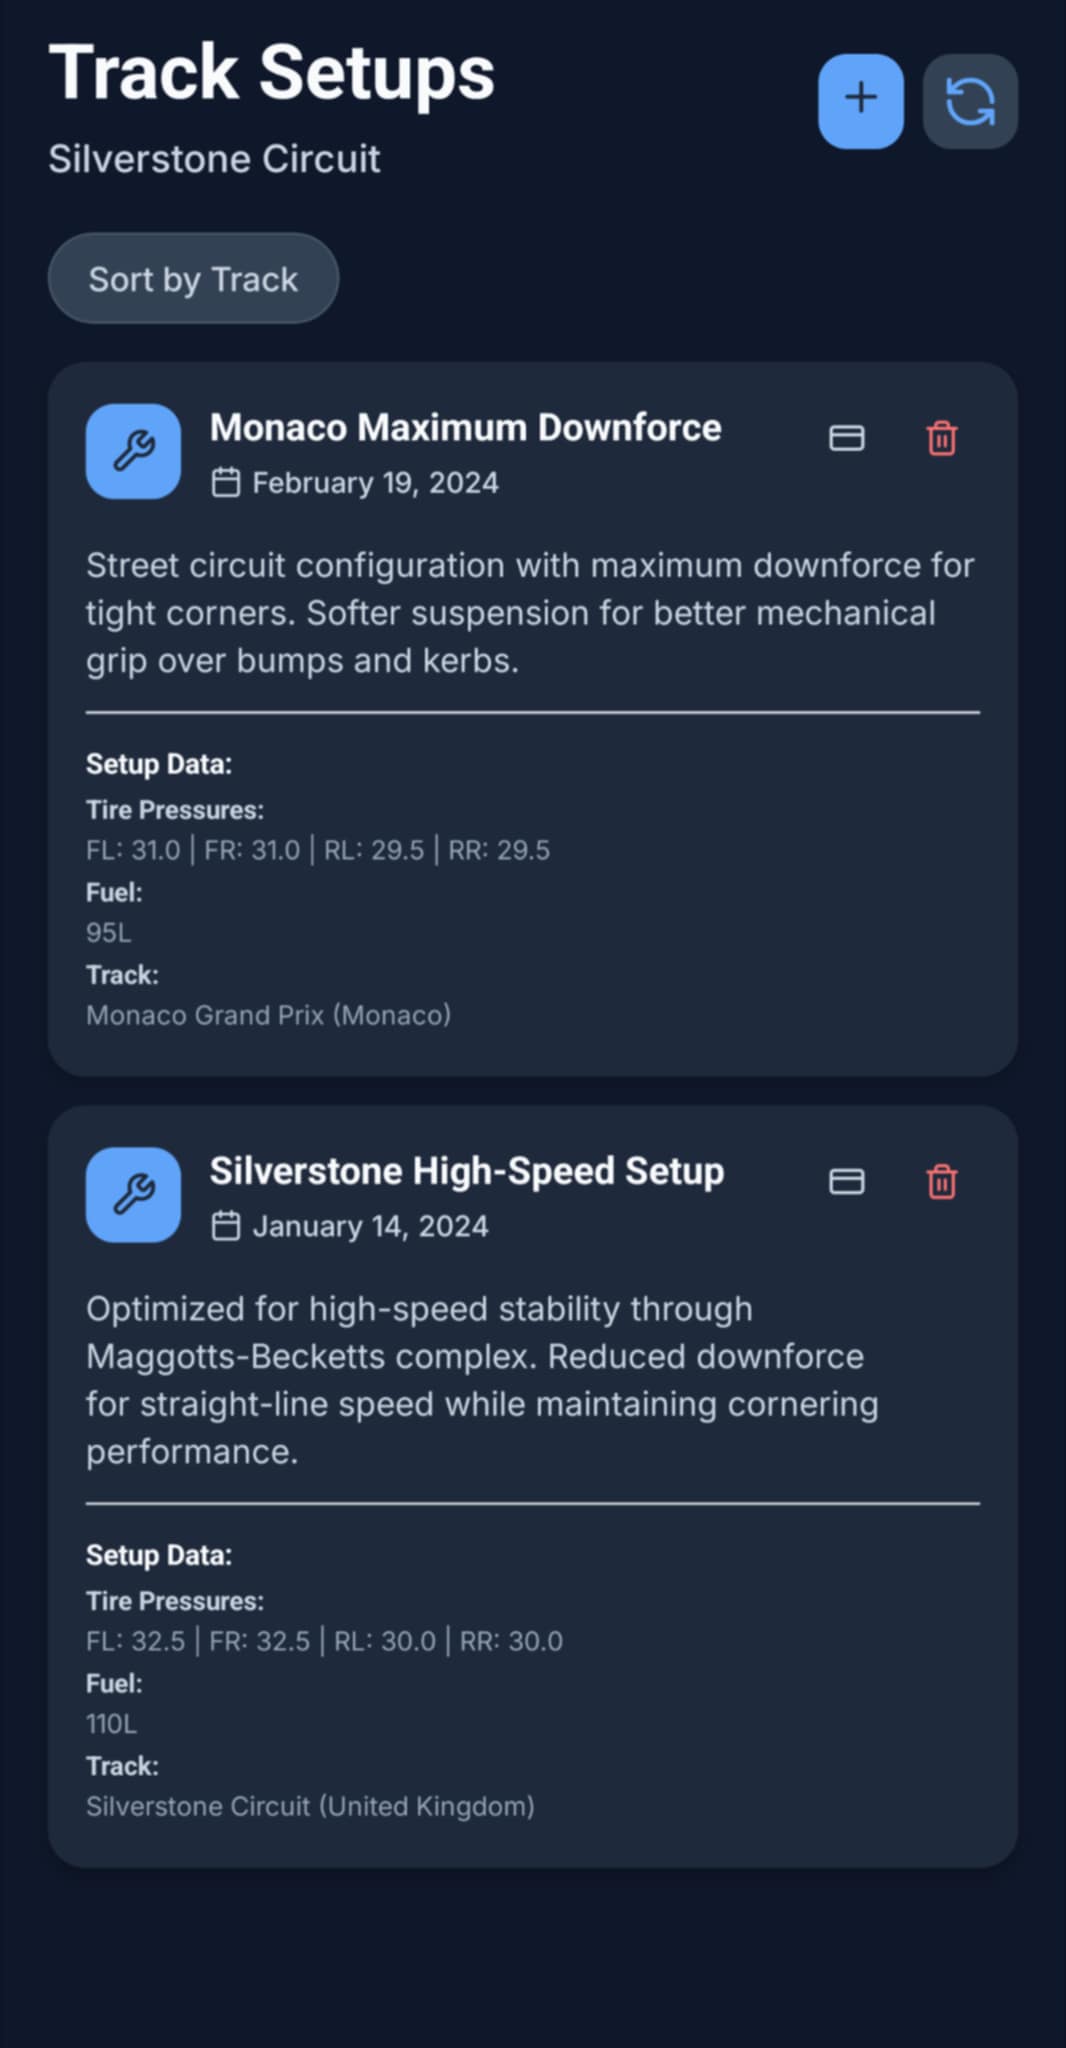 Track Setups
Silverstone Circuit
Sort by Track
Monaco Maximum Downforce
February 19, 2024
Street circuit configuration with maximum downforce for
tight corners. Softer suspension for better mechanical
grip over bumps and kerbs.
Setup Data:
Tire Pressures:
FL: 31.0 | FR: 31.0 | RL: 29.5 | RR: 29.5
Fuel:
95L
Track:
Monaco Grand Prix (Monaco)
Silverstone High-Speed Setup
January 14, 2024
Optimized for high-speed stability through
Maggotts-Becketts complex. Reduced downforce
for straight-line speed while maintaining cornering
performance.
Setup Data:
Tire Pressures:
FL: 32.5 | FR: 32.5 | RL: 30.0 | RR: 30.0
Fuel:
110L
Track:
Silverstone Circuit (United Kingdom)